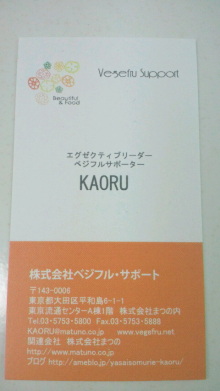 Beautiful
& Food
Vegefru Support
エグゼクティブリーダー
ベジフルサポーター
KAORU
株式会社ベジフル・サポート
〒143-0006
東京都大田区平和島6-1-1
東京流通センターA棟1階 株式会社まつの内
Tel.03-5753-5800 Fax.03-5753-5888
KAORU@matuno.co.jp www.vegefru.net
関連会社 株式会社まつの
http://www.matuno.co.jp
ブログ http://ameblo.jp/yasaisomurie-kaoru/